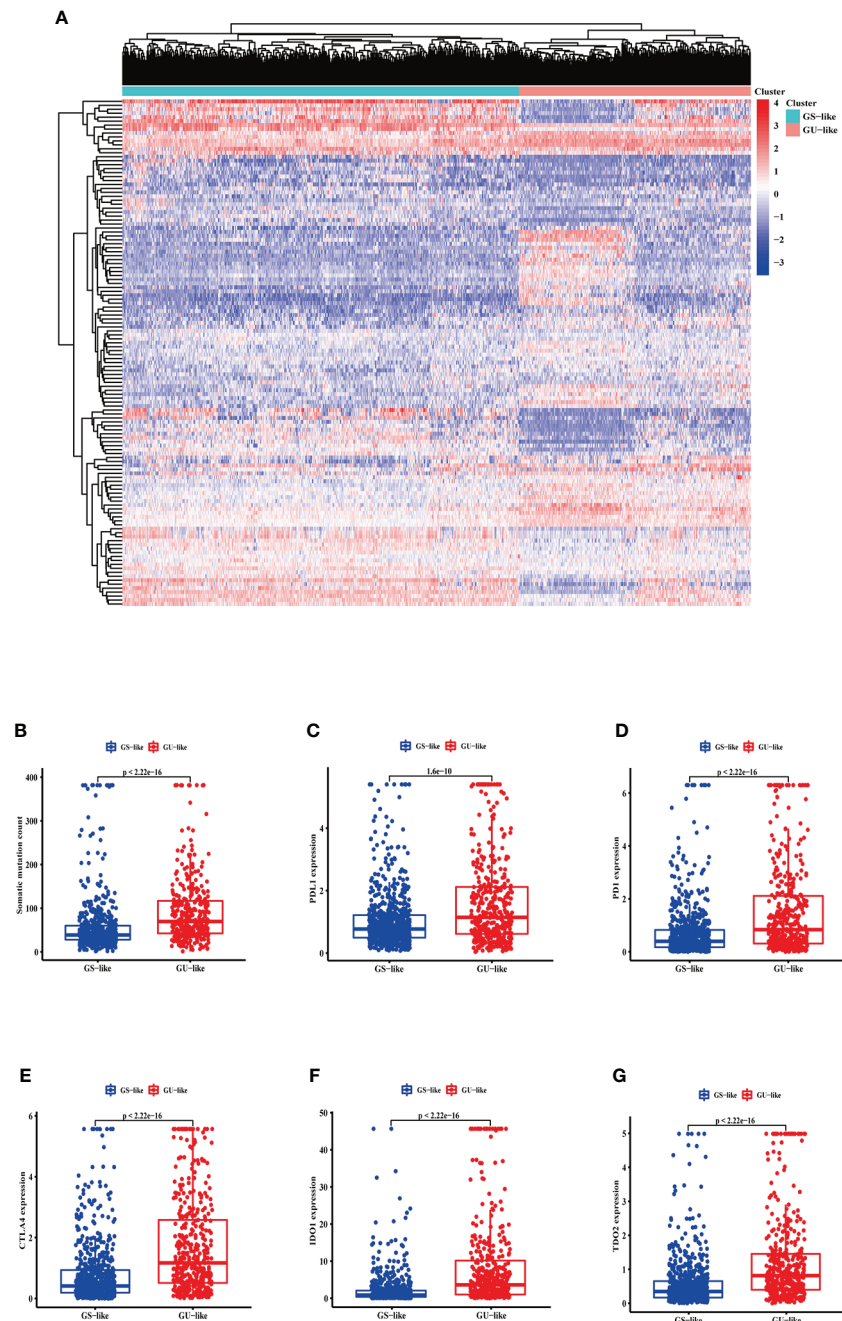 A
Cluster
4
3
2
1
0
−1
−2
−3
Cluster
GS−like
GU−like
B
GS−like GU−like
p < 2.22e−16
Somatic mutation count
400
300
200
100
50
0
GS−like GU−like
C
GS−like GU−like
1.6e−10
PDL1 expression
4
2
0
GS−like GU−like
D
GS−like GU−like
p < 2.22e−16
PD1 expression
6
4
2
0
GS−like GU−like
E
GS−like GU−like
p < 2.22e−16
CTLA4 expression
6
4
2
0
GS−like GU−like
F
GS−like GU−like
p < 2.22e−16
IDO1 expression
50
40
30
20
10
0
GS−like GU−like
G
GS−like GU−like
p < 2.22e−16
TDO2 expression
5
4
3
2
1
0
GS−like GU−like